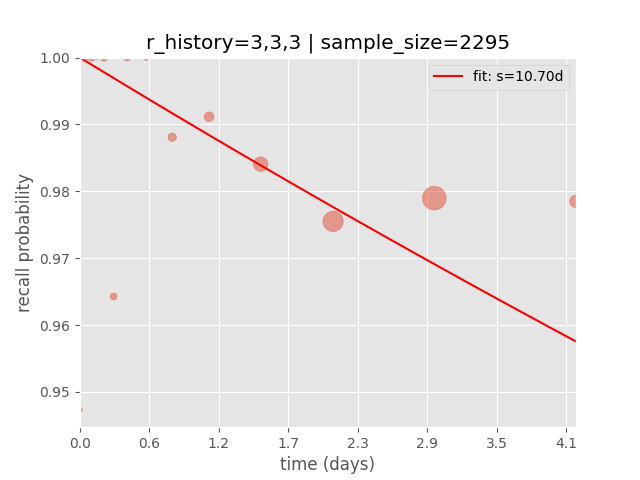 r_history=3,3,3 | sample_size=2295
fit: s=10.70d
1.00
0.99
0.98
0.97
0.96
0.95
recall probability
0.0 0.6 1.2 1.7 2.3 2.9 3.5 4.1
time (days)